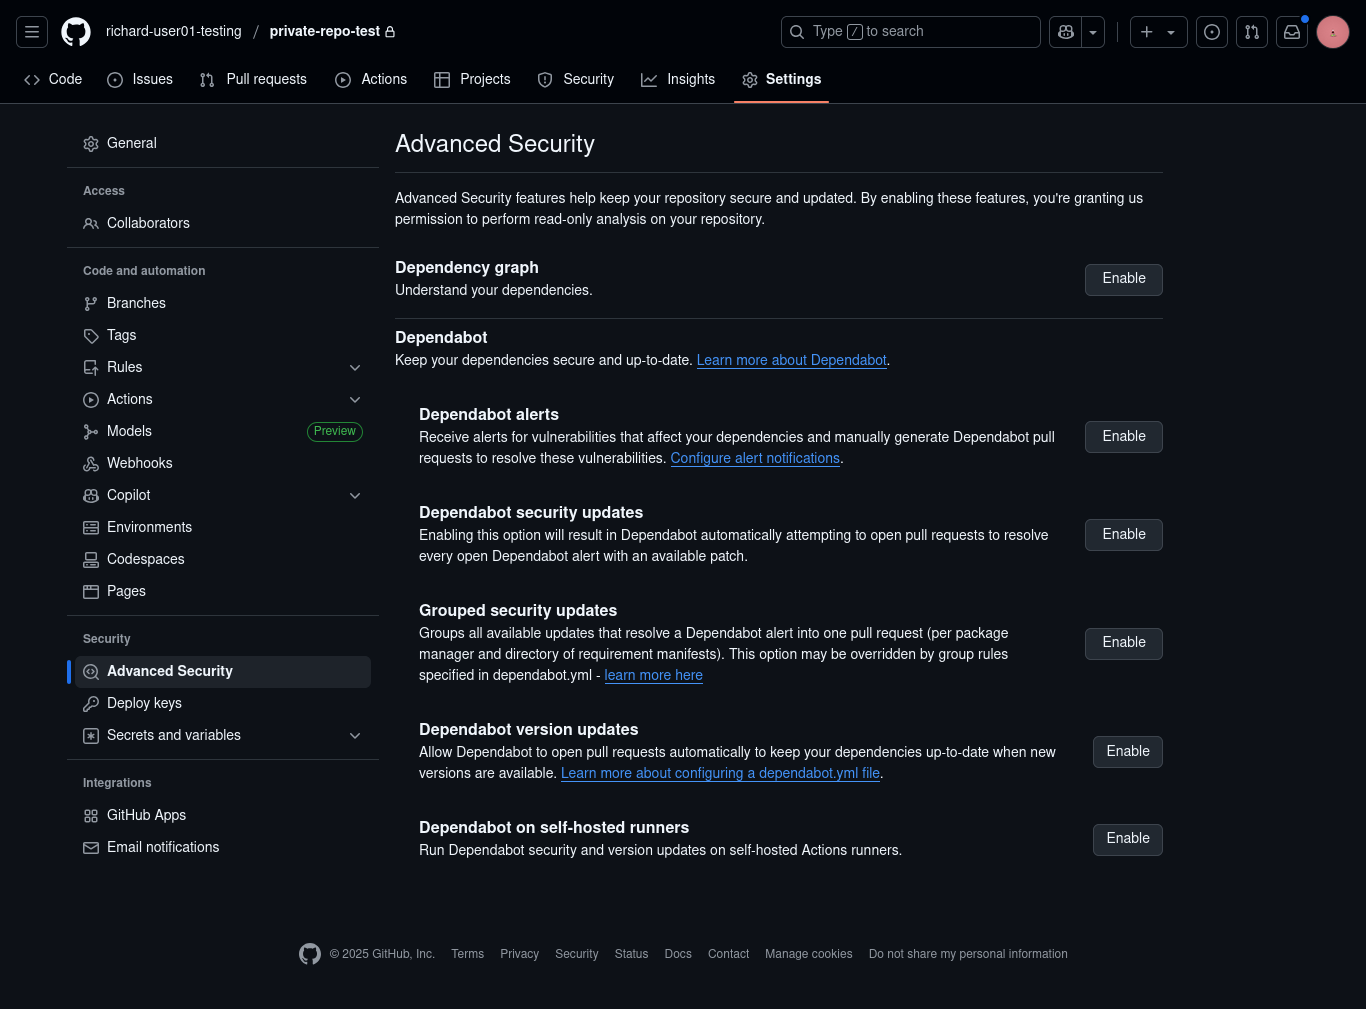 richard-user01-testing / private-repo-test
Type / to search
Code
Issues
Pull requests
Actions
Projects
Security
Insights
Settings
General
Access
Collaborators
Code and automation
Branches
Tags
Rules
Actions
Models
Preview
Webhooks
Copilot
Environments
Codespaces
Pages
Security
Advanced Security
Deploy keys
Secrets and variables
Integrations
GitHub Apps
Email notifications
Advanced Security
Advanced Security features help keep your repository secure and updated. By enabling these features, you're granting us
permission to perform read-only analysis on your repository.
Dependency graph
Understand your dependencies.
Enable
Dependabot
Keep your dependencies secure and up-to-date. Learn more about Dependabot.
Dependabot alerts
Receive alerts for vulnerabilities that affect your dependencies and manually generate Dependabot pull
requests to resolve these vulnerabilities. Configure alert notifications.
Enable
Dependabot security updates
Enabling this option will result in Dependabot automatically attempting to open pull requests to resolve
every open Dependabot alert with an available patch.
Enable
Grouped security updates
Groups all available updates that resolve a Dependabot alert into one pull request (per package
manager and directory of requirement manifests). This option may be overridden by group rules
specified in dependabot.yml - learn more here
Enable
Dependabot version updates
Allow Dependabot to open pull requests automatically to keep your dependencies up-to-date when new
versions are available. Learn more about configuring a dependabot.yml file.
Enable
Dependabot on self-hosted runners
Run Dependabot security and version updates on self-hosted Actions runners.
Enable
© 2025 GitHub, Inc.
Terms
Privacy
Security
Status
Docs
Contact
Manage cookies
Do not share my personal information